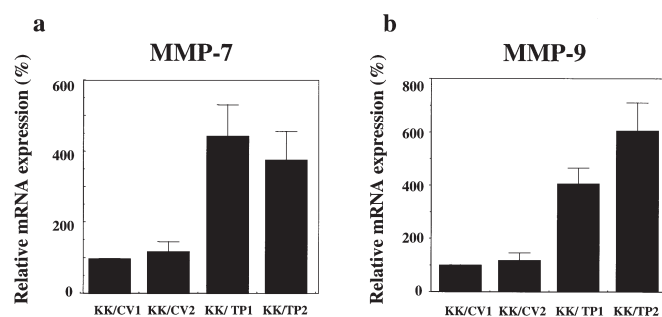 a
MMP-7
Relative mRNA expression (%)
600
400
200
0
KK/CV1 KK/CV2 KK/ TP1 KK/TP2
b
MMP-9
Relative mRNA expression (%)
800
600
400
200
0
KK/CV1 KK/CV2 KK/ TP1 KK/TP2